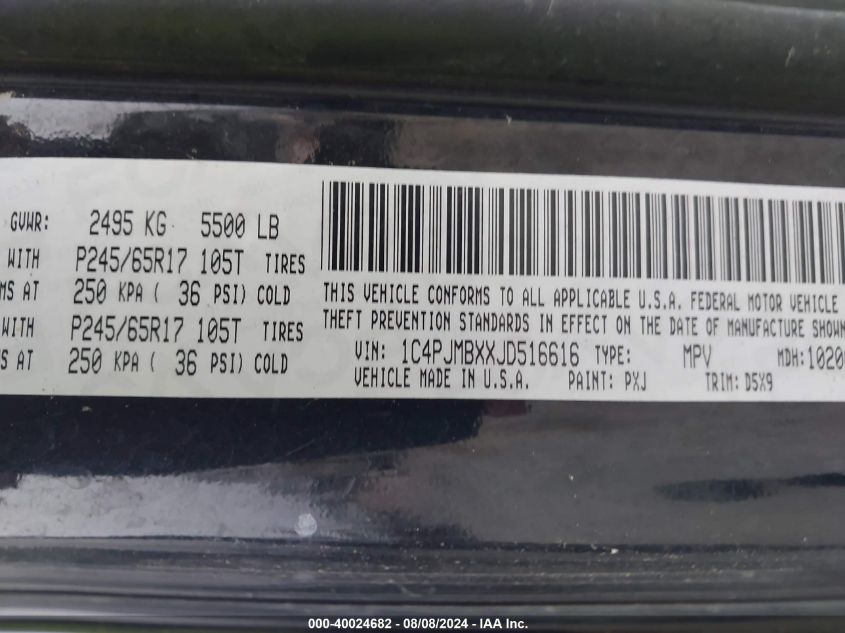 GVWR: 2495 KG 5500 LB
WITH P245/65R17 105T TIRES
MS AT 250 KPA ( 36 PSI) COLD
WITH P245/65R17 105T TIRES
S AT 250 KPA ( 36 PSI) COLD
THIS VEHICLE CONFORMS TO ALL APPLICABLE U.S.A. FEDERAL MOTOR VEHICLE
THEFT PREVENTION STANDARDS IN EFFECT ON THE DATE OF MANUFACTURE SHOWN
VIN: 1C4PJMBXXJD516616 TYPE: MPV MDH: 1020
VEHICLE MADE IN U.S.A. PAINT: PXJ TRIM: D5X9
000-40024682 - 08/08/2024 - IAA Inc.